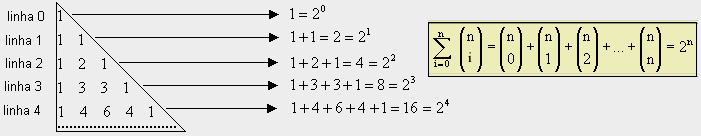 linha 0 1 1 = 2⁰
linha 1 1 1 1+1 = 2 = 2¹
linha 2 1 2 1 1+2+1 = 4 = 2²
linha 3 1 3 3 1 1+3+3+1 = 8 = 2³
linha 4 1 4 6 4 1 1+4+6+4+1 = 16 = 2⁴
n n n n n n
∑ ( ) = ( ) + ( ) + ( ) + ... + ( ) = 2ⁿ
i=0 i 0 1 2 n